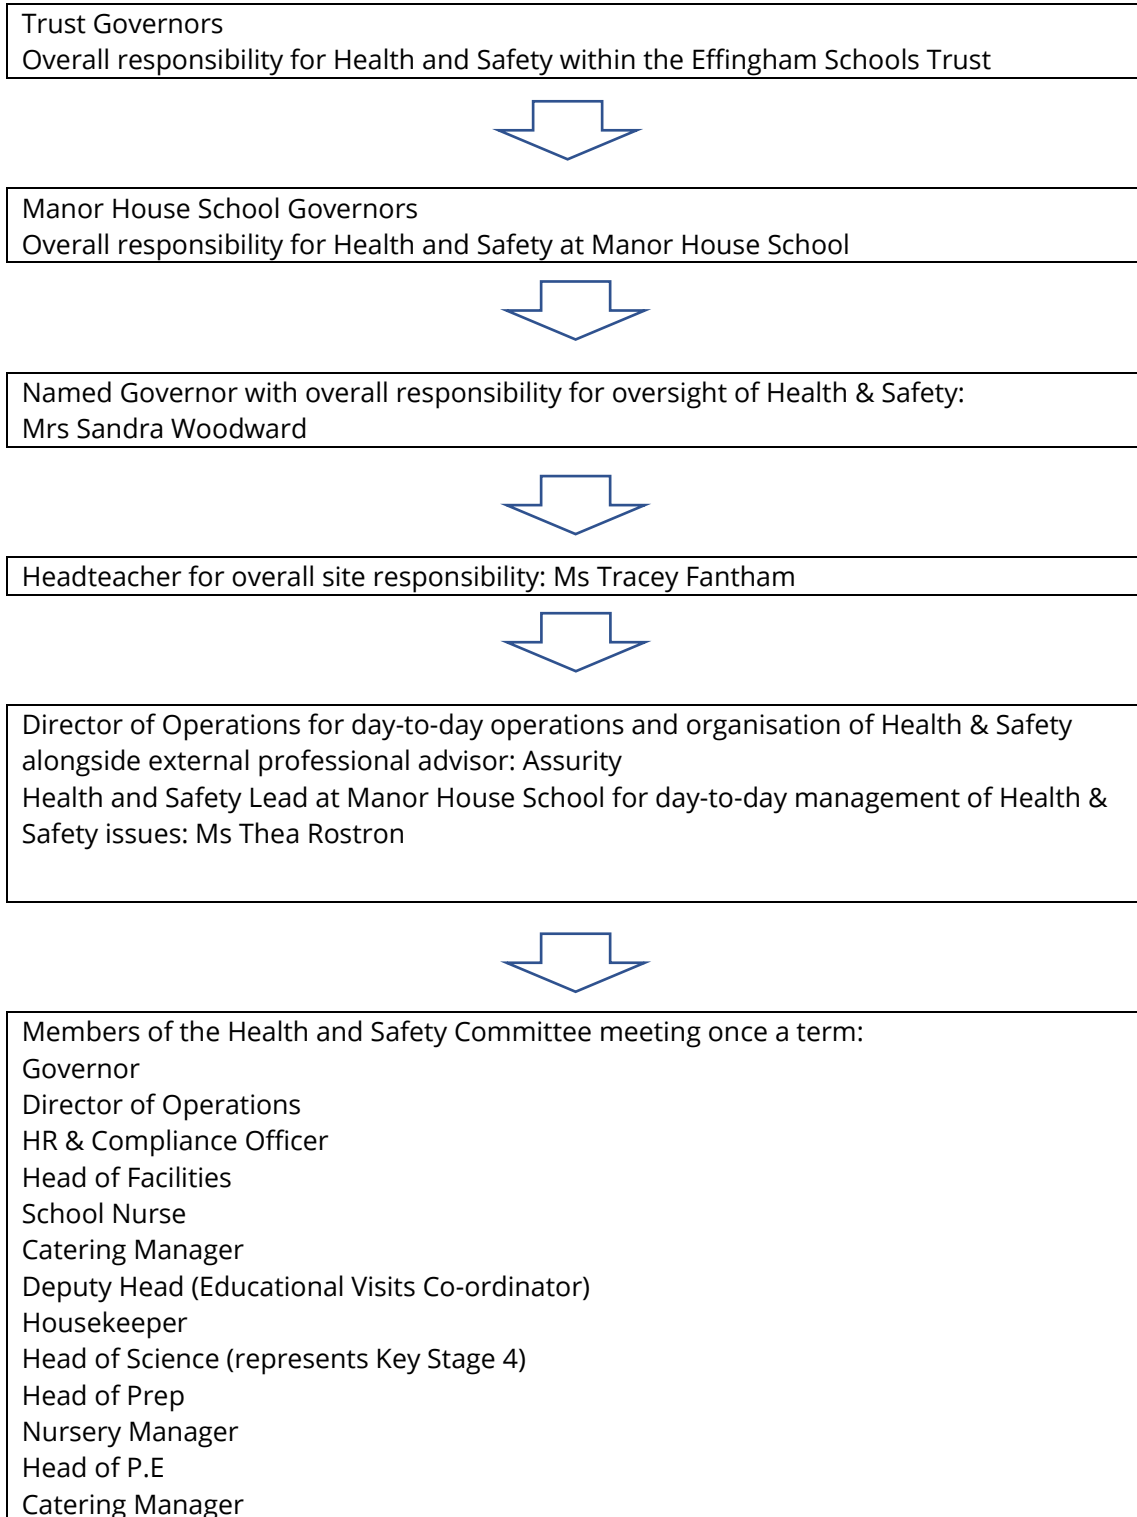 Trust Governors
Overall responsibility for Health and Safety within the Effingham Schools Trust
Manor House School Governors
Overall responsibility for Health and Safety at Manor House School
Named Governor with overall responsibility for oversight of Health & Safety:
Mrs Sandra Woodward
Headteacher for overall site responsibility: Ms Tracey Fantham
Director of Operations for day-to-day operations and organisation of Health & Safety
alongside external professional advisor: Assurity
Health and Safety Lead at Manor House School for day-to-day management of Health &
Safety issues: Ms Thea Rostron
Members of the Health and Safety Committee meeting once a term:
Governor
Director of Operations
HR & Compliance Officer
Head of Facilities
School Nurse
Catering Manager
Deputy Head (Educational Visits Co-ordinator)
Housekeeper
Head of Science (represents Key Stage 4)
Head of Prep
Nursery Manager
Head of P.E
Catering Manager